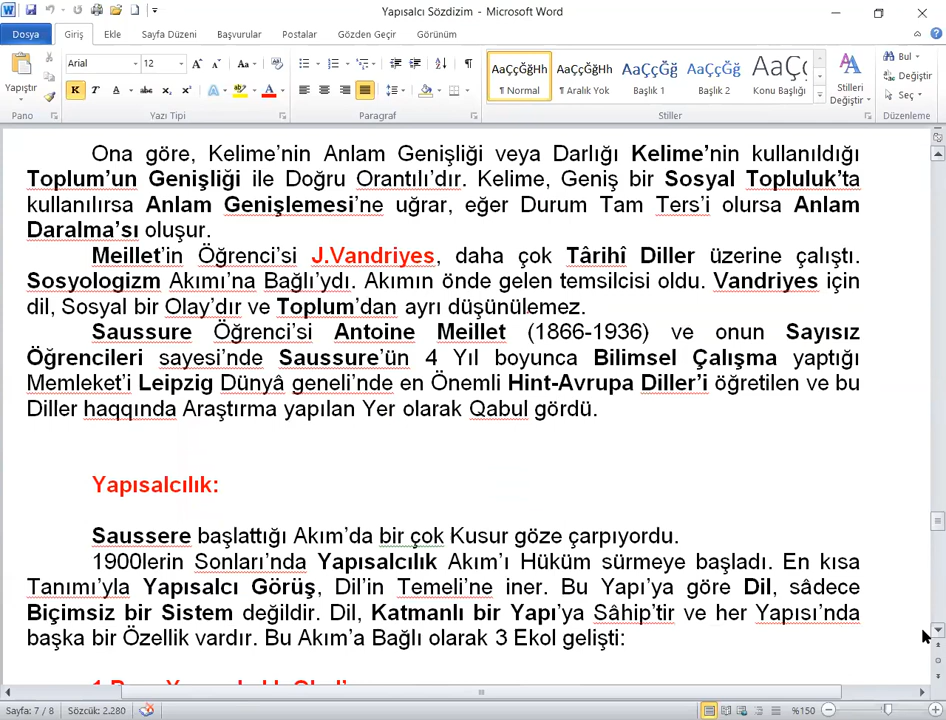 Yapısalcı Sözdizim - Microsoft Word
Dosya Giriş Ekle Sayfa Düzeni Başvurular Postalar Gözden Geçir Görünüm
Arial 12
Yapıştır
K T A abc x₂ x²
AaÇçĞğHh AaÇçĞğHh AaÇçĞğ AaÇçĞğ AaÇç
¶ Normal ¶ Aralık Yok Başlık 1 Başlık 2 Konu Başlığı
Stilleri Değiştir
Bul
Değiştir
Seç
Pano Yazı Tipi Paragraf Stiller Düzenleme
Ona göre, Kelime’nin Anlam Genişliği veya Darlığı Kelime’nin kullanıldığı
Toplum’un Genişliği ile Doğru Orantılı’dır. Kelime, Geniş bir Sosyal Topluluk’ta
kullanılırsa Anlam Genişlemesi’ne uğrar, eğer Durum Tam Ters’i olursa Anlam
Daralma’sı oluşur.
Meillet’in Öğrenci’si J.Vandriyes, daha çok Târihî Diller üzerine çalıştı.
Sosyologizm Akımı’na Bağlı’ydı. Akımın önde gelen temsilcisi oldu. Vandriyes için
dil, Sosyal bir Olay’dır ve Toplum’dan ayrı düşünülemez.
Saussure Öğrenci’si Antoine Meillet (1866-1936) ve onun Sayısız
Öğrencileri sayesi’nde Saussure’ün 4 Yıl boyunca Bilimsel Çalışma yaptığı
Memleket’i Leipzig Dünyâ geneli’nde en Önemli Hint-Avrupa Diller’i öğretilen ve bu
Diller haqqında Araştırma yapılan Yer olarak Qabul gördü.
Yapısalcılık:
Saussere başlattığı Akım’da bir çok Kusur göze çarpıyordu.
1900lerin Sonları’nda Yapısalcılık Akım’ı Hüküm sürmeye başladı. En kısa
Tanımı’yla Yapısalcı Görüş, Dil’in Temeli’ne iner. Bu Yapı’ya göre Dil, sâdece
Biçimsiz bir Sistem değildir. Dil, Katmanlı bir Yapı’ya Sâhip’tir ve her Yapısı’nda
başka bir Özellik vardır. Bu Akım’a Bağlı olarak 3 Ekol gelişti:
Sayfa: 7 / 8 Sözcük: 2.280 %150